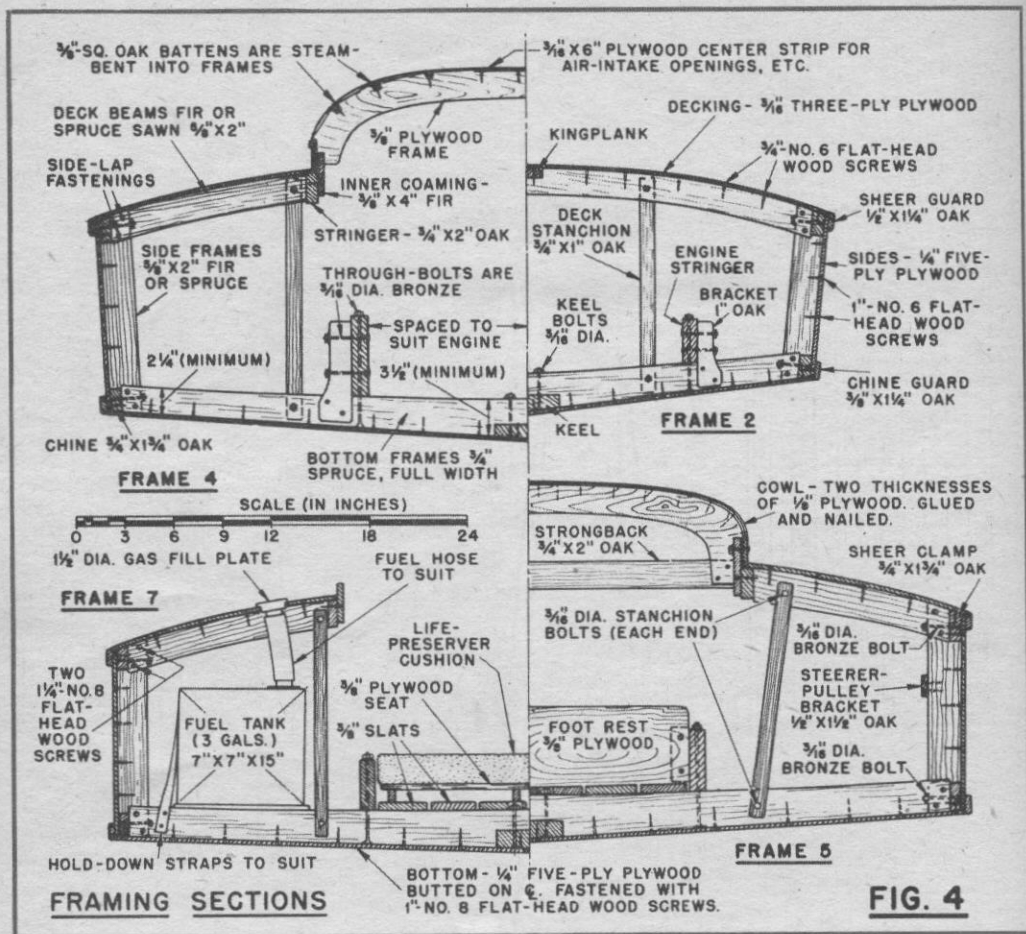 3/8"-SQ. OAK BATTENS ARE STEAM-
BENT INTO FRAMES
3/16" X 6" PLYWOOD CENTER STRIP FOR
AIR-INTAKE OPENINGS, ETC.
DECK BEAMS FIR OR
SPRUCE SAWN 5/8" X 2"
DECKING - 3/16" THREE-PLY PLYWOOD
3/8" PLYWOOD
FRAME
KINGPLANK
3/4"-NO. 6 FLAT-HEAD
WOOD SCREWS
SIDE-LAP
FASTENINGS
INNER COAMING-
3/8" X 4" FIR
SHEER GUARD
1/2" X 1 1/4" OAK
STRINGER - 3/4" X 2" OAK
DECK
STANCHION
3/4" X 1" OAK
SIDE FRAMES
5/8" X 2" FIR
OR SPRUCE
THROUGH-BOLTS ARE
3/16" DIA. BRONZE
ENGINE
STRINGER
BRACKET
1" OAK
SIDES - 1/4" FIVE-
PLY PLYWOOD
SPACED TO
SUIT ENGINE
KEEL
BOLTS
3/16" DIA.
1"-NO. 6 FLAT-
HEAD WOOD
SCREWS
2 1/4" (MINIMUM)
3 1/2" (MINIMUM)
CHINE GUARD
3/8" X 1 1/4" OAK
CHINE 3/4" X 1 3/4" OAK
KEEL
FRAME 2
BOTTOM FRAMES 3/4"
SPRUCE, FULL WIDTH
FRAME 4
SCALE (IN INCHES)
0 3 6 9 12 18 24
COWL - TWO THICKNESSES
OF 1/8" PLYWOOD. GLUED
AND NAILED.
STRONGBACK
3/4" X 2" OAK
1 1/2" DIA. GAS FILL PLATE
FUEL HOSE
TO SUIT
SHEER CLAMP
3/4" X 1 3/4" OAK
FRAME 7
3/16" DIA. STANCHION
BOLTS (EACH END)
LIFE-
PRESERVER
CUSHION
3/16" DIA.
BRONZE BOLT
TWO
1 1/4"-NO. 8
FLAT-
HEAD
WOOD
SCREWS
3/8" PLYWOOD
SEAT
3/8" SLATS
STEERER-
PULLEY
BRACKET
1/2" X 1 1/2" OAK
FUEL TANK
(3 GALS.)
7" X 7" X 15"
FOOT REST
3/8" PLYWOOD
3/16" DIA.
BRONZE BOLT
HOLD-DOWN STRAPS TO SUIT
FRAME 5
BOTTOM - 1/4" FIVE-PLY PLYWOOD
BUTTED ON ℄. FASTENED WITH
1"-NO. 8 FLAT-HEAD WOOD SCREWS.
FRAMING SECTIONS
FIG. 4